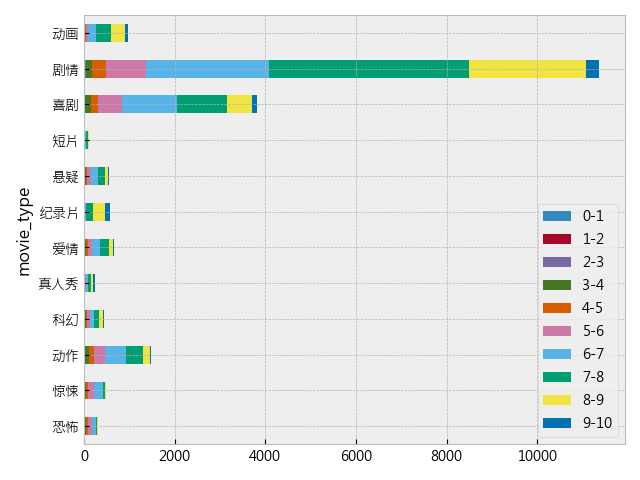 动画
剧情
喜剧
短片
悬疑
纪录片
爱情
真人秀
科幻
动作
惊悚
恐怖
movie_type
0-1
1-2
2-3
3-4
4-5
5-6
6-7
7-8
8-9
9-10
0 2000 4000 6000 8000 10000